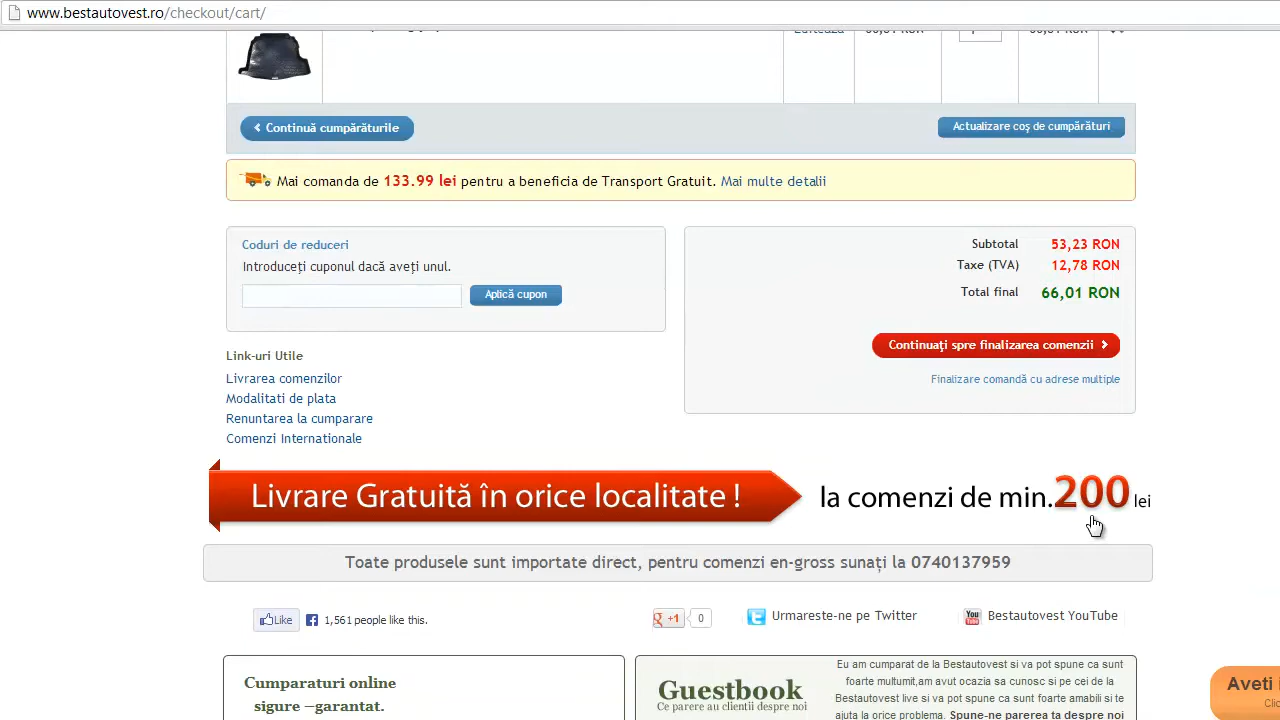 www.bestautovest.ro/checkout/cart/
Continuă cumpărăturile
Actualizare coş de cumpărături
Mai comanda de 133.99 lei pentru a beneficia de Transport Gratuit. Mai multe detalii
Coduri de reduceri
Introduceţi cuponul dacă aveţi unul.
Aplică cupon
Subtotal 53,23 RON
Taxe (TVA) 12,78 RON
Total final 66,01 RON
Continuaţi spre finalizarea comenzii
Finalizare comandă cu adrese multiple
Link-uri Utile
Livrarea comenzilor
Modalitati de plata
Renuntarea la cumparare
Comenzi Internationale
Livrare Gratuită în orice localitate ! la comenzi de min.200 lei
Toate produsele sunt importate direct, pentru comenzi en-gross sunaţi la 0740137959
Like 1,561 people like this.
+1 0
Urmareste-ne pe Twitter
You Tube Bestautovest YouTube
Cumparaturi online
sigure –garantat.
Guestbook
Ce parere au clientii despre noi
Eu am cumparat de la Bestautovest si va pot spune ca sunt
foarte multumit,am avut ocazia sa cunosc si pe cei de la
Bestautovest live si va pot spune ca sunt foarte amabili si te
ajuta la orice problema. Spune-ne parerea ta despre noi
Aveti